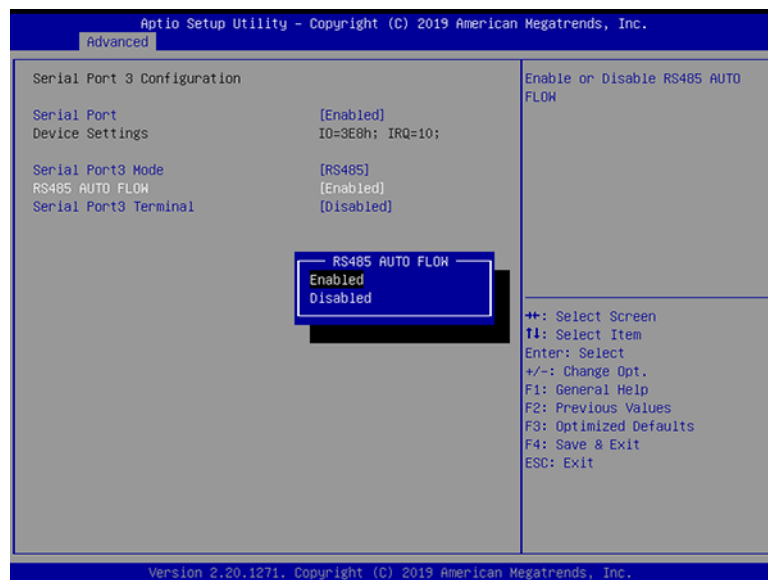 Aptio Setup Utility – Copyright (C) 2019 American Megatrends, Inc.
Advanced
Serial Port 3 Configuration
Serial Port [Enabled]
Device Settings IO=3E8h; IRQ=10;
Serial Port3 Mode [RS485]
RS485 AUTO FLOW [Enabled]
Serial Port3 Terminal [Disabled]
RS485 AUTO FLOW
Enabled
Disabled
Enable or Disable RS485 AUTO
FLOW
→←: Select Screen
↑↓: Select Item
Enter: Select
+/-: Change Opt.
F1: General Help
F2: Previous Values
F3: Optimized Defaults
F4: Save & Exit
ESC: Exit
Version 2.20.1271. Copyright (C) 2019 American Megatrends, Inc.